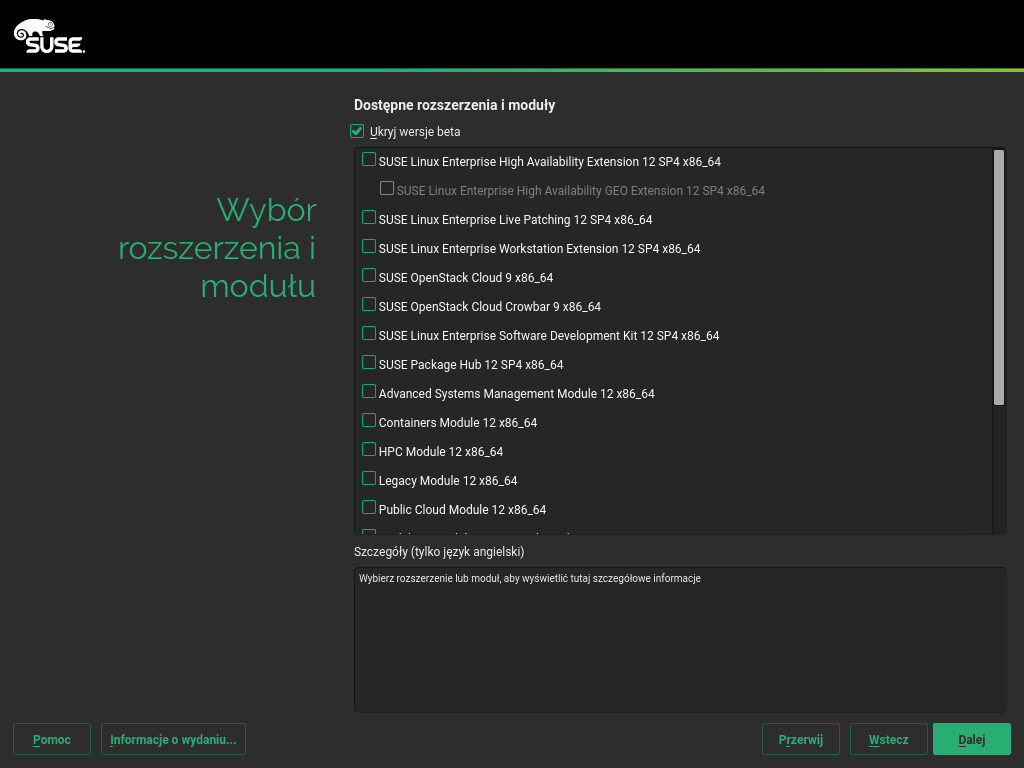 SUSE
Dostępne rozszerzenia i moduły
Ukryj wersje beta
Wybór
rozszerzenia i
modułu
SUSE Linux Enterprise High Availability Extension 12 SP4 x86_64
SUSE Linux Enterprise High Availability GEO Extension 12 SP4 x86_64
SUSE Linux Enterprise Live Patching 12 SP4 x86_64
SUSE Linux Enterprise Workstation Extension 12 SP4 x86_64
SUSE OpenStack Cloud 9 x86_64
SUSE OpenStack Cloud Crowbar 9 x86_64
SUSE Linux Enterprise Software Development Kit 12 SP4 x86_64
SUSE Package Hub 12 SP4 x86_64
Advanced Systems Management Module 12 x86_64
Containers Module 12 x86_64
HPC Module 12 x86_64
Legacy Module 12 x86_64
Public Cloud Module 12 x86_64
Szczegóły (tylko język angielski)
Wybierz rozszerzenie lub moduł, aby wyświetlić tutaj szczegółowe informacje
Pomoc
Informacje o wydaniu...
Przerwij
Wstecz
Dalej